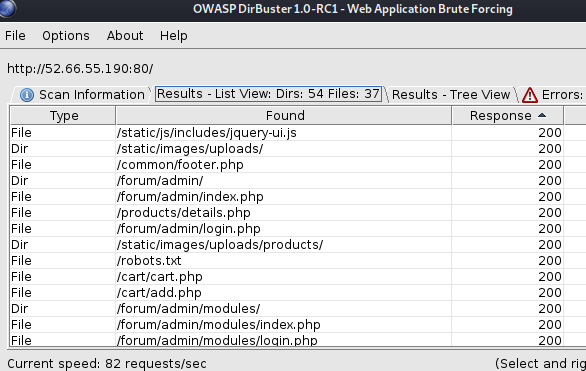 OWASP DirBuster 1.0-RC1 - Web Application Brute Forcing
File Options About Help
http://52.66.55.190:80/
Scan Information Results - List View: Dirs: 54 Files: 37 Results - Tree View Errors:
Type Found Response
File /static/js/includes/jquery-ui.js 200
Dir /static/images/uploads/ 200
File /common/footer.php 200
Dir /forum/admin/ 200
File /forum/admin/index.php 200
File /products/details.php 200
File /forum/admin/login.php 200
Dir /static/images/uploads/products/ 200
File /robots.txt 200
File /cart/cart.php 200
File /cart/add.php 200
Dir /forum/admin/modules/ 200
File /forum/admin/modules/index.php 200
File /forum/admin/modules/login.php 200
Current speed: 82 requests/sec (Select and rig